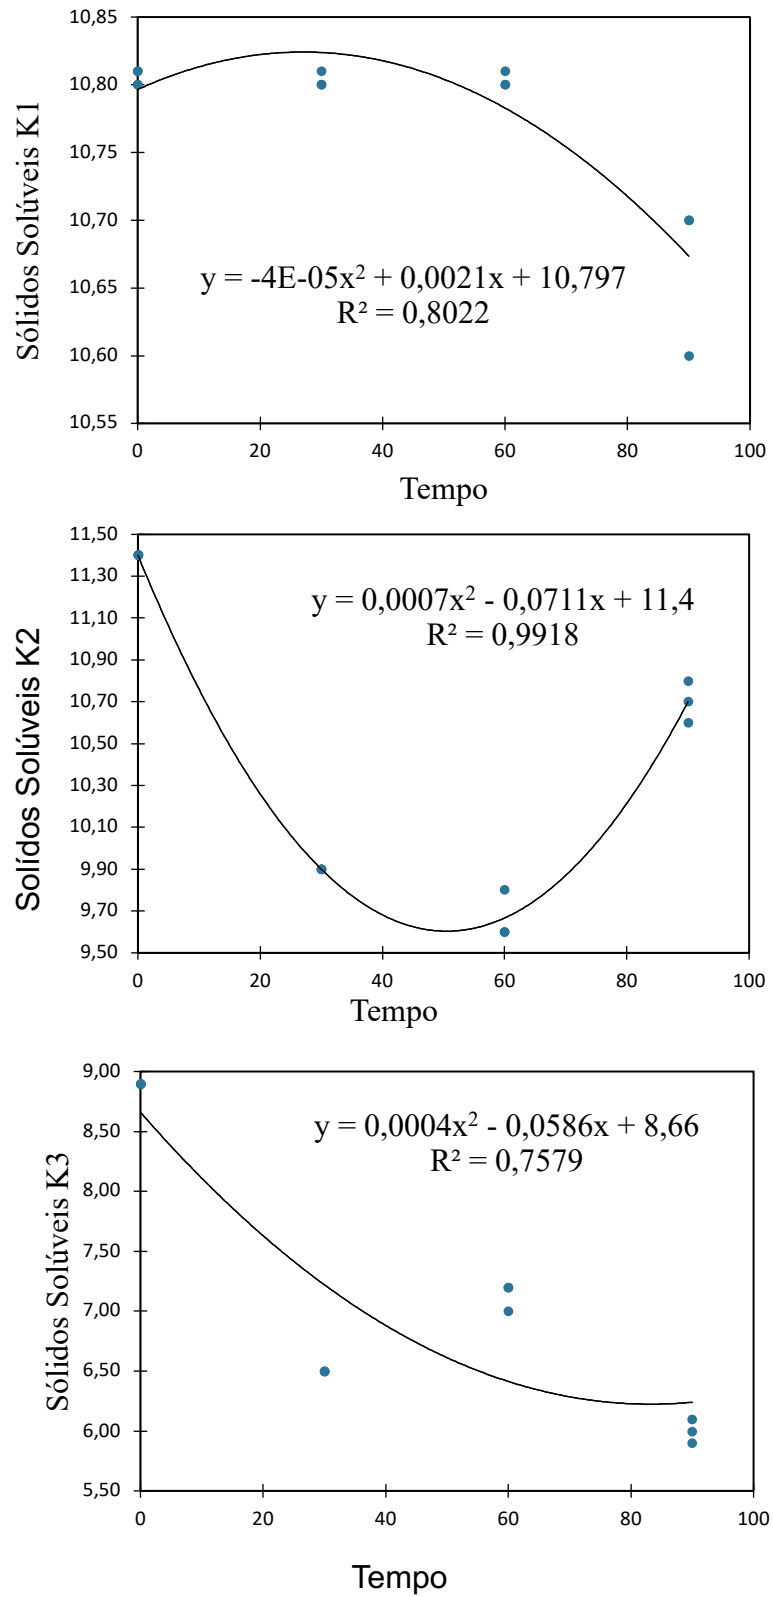 10,85
10,80
10,75
10,70
10,65
10,60
10,55
Sólidos Solúveis K1
y = -4E-05x² + 0,0021x + 10,797
R² = 0,8022
0 20 40 60 80 100
Tempo
11,50
11,30
11,10
10,90
10,70
10,50
10,30
10,10
9,90
9,70
9,50
Solídos Solúveis K2
y = 0,0007x² - 0,0711x + 11,4
R² = 0,9918
0 20 40 60 80 100
Tempo
9,00
8,50
8,00
7,50
7,00
6,50
6,00
5,50
Sólidos Solúveis K3
y = 0,0004x² - 0,0586x + 8,66
R² = 0,7579
0 20 40 60 80 100
Tempo